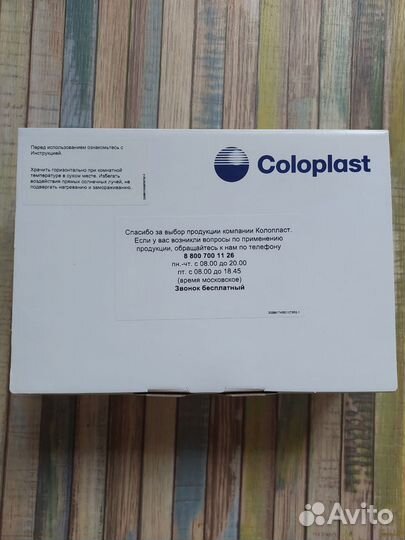 Перед использованием ознакомьтесь с
Инструкцией.
Хранить горизонтально при комнатной
температуре в сухом месте. Избегать
воздействия прямых солнечных лучей, не
подвергать нагреванию и замораживанию.
Coloplast
Спасибо за выбор продукции компании Колопласт.
Если у вас возникли вопросы по применению
продукции, обращайтесь к нам по телефону
8 800 700 11 26
пн.-чт. с 08.00 до 20.00
пт. с 08.00 до 18.45
(время московское)
Звонок бесплатный
Avito